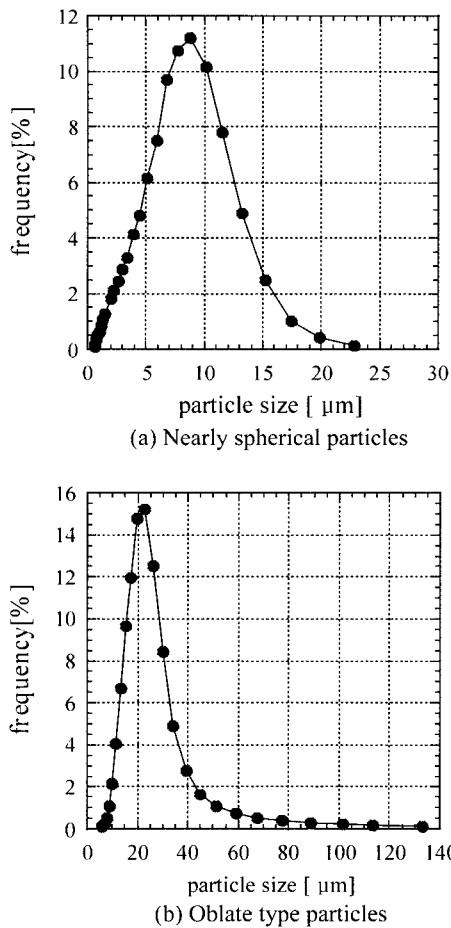 12
10
8
6
4
2
0
frequency[%]
0 5 10 15 20 25 30
particle size [ μm]
(a) Nearly spherical particles
16
14
12
10
8
6
4
2
0
frequency[%]
0 20 40 60 80 100 120 140
particle size [ μm]
(b) Oblate type particles